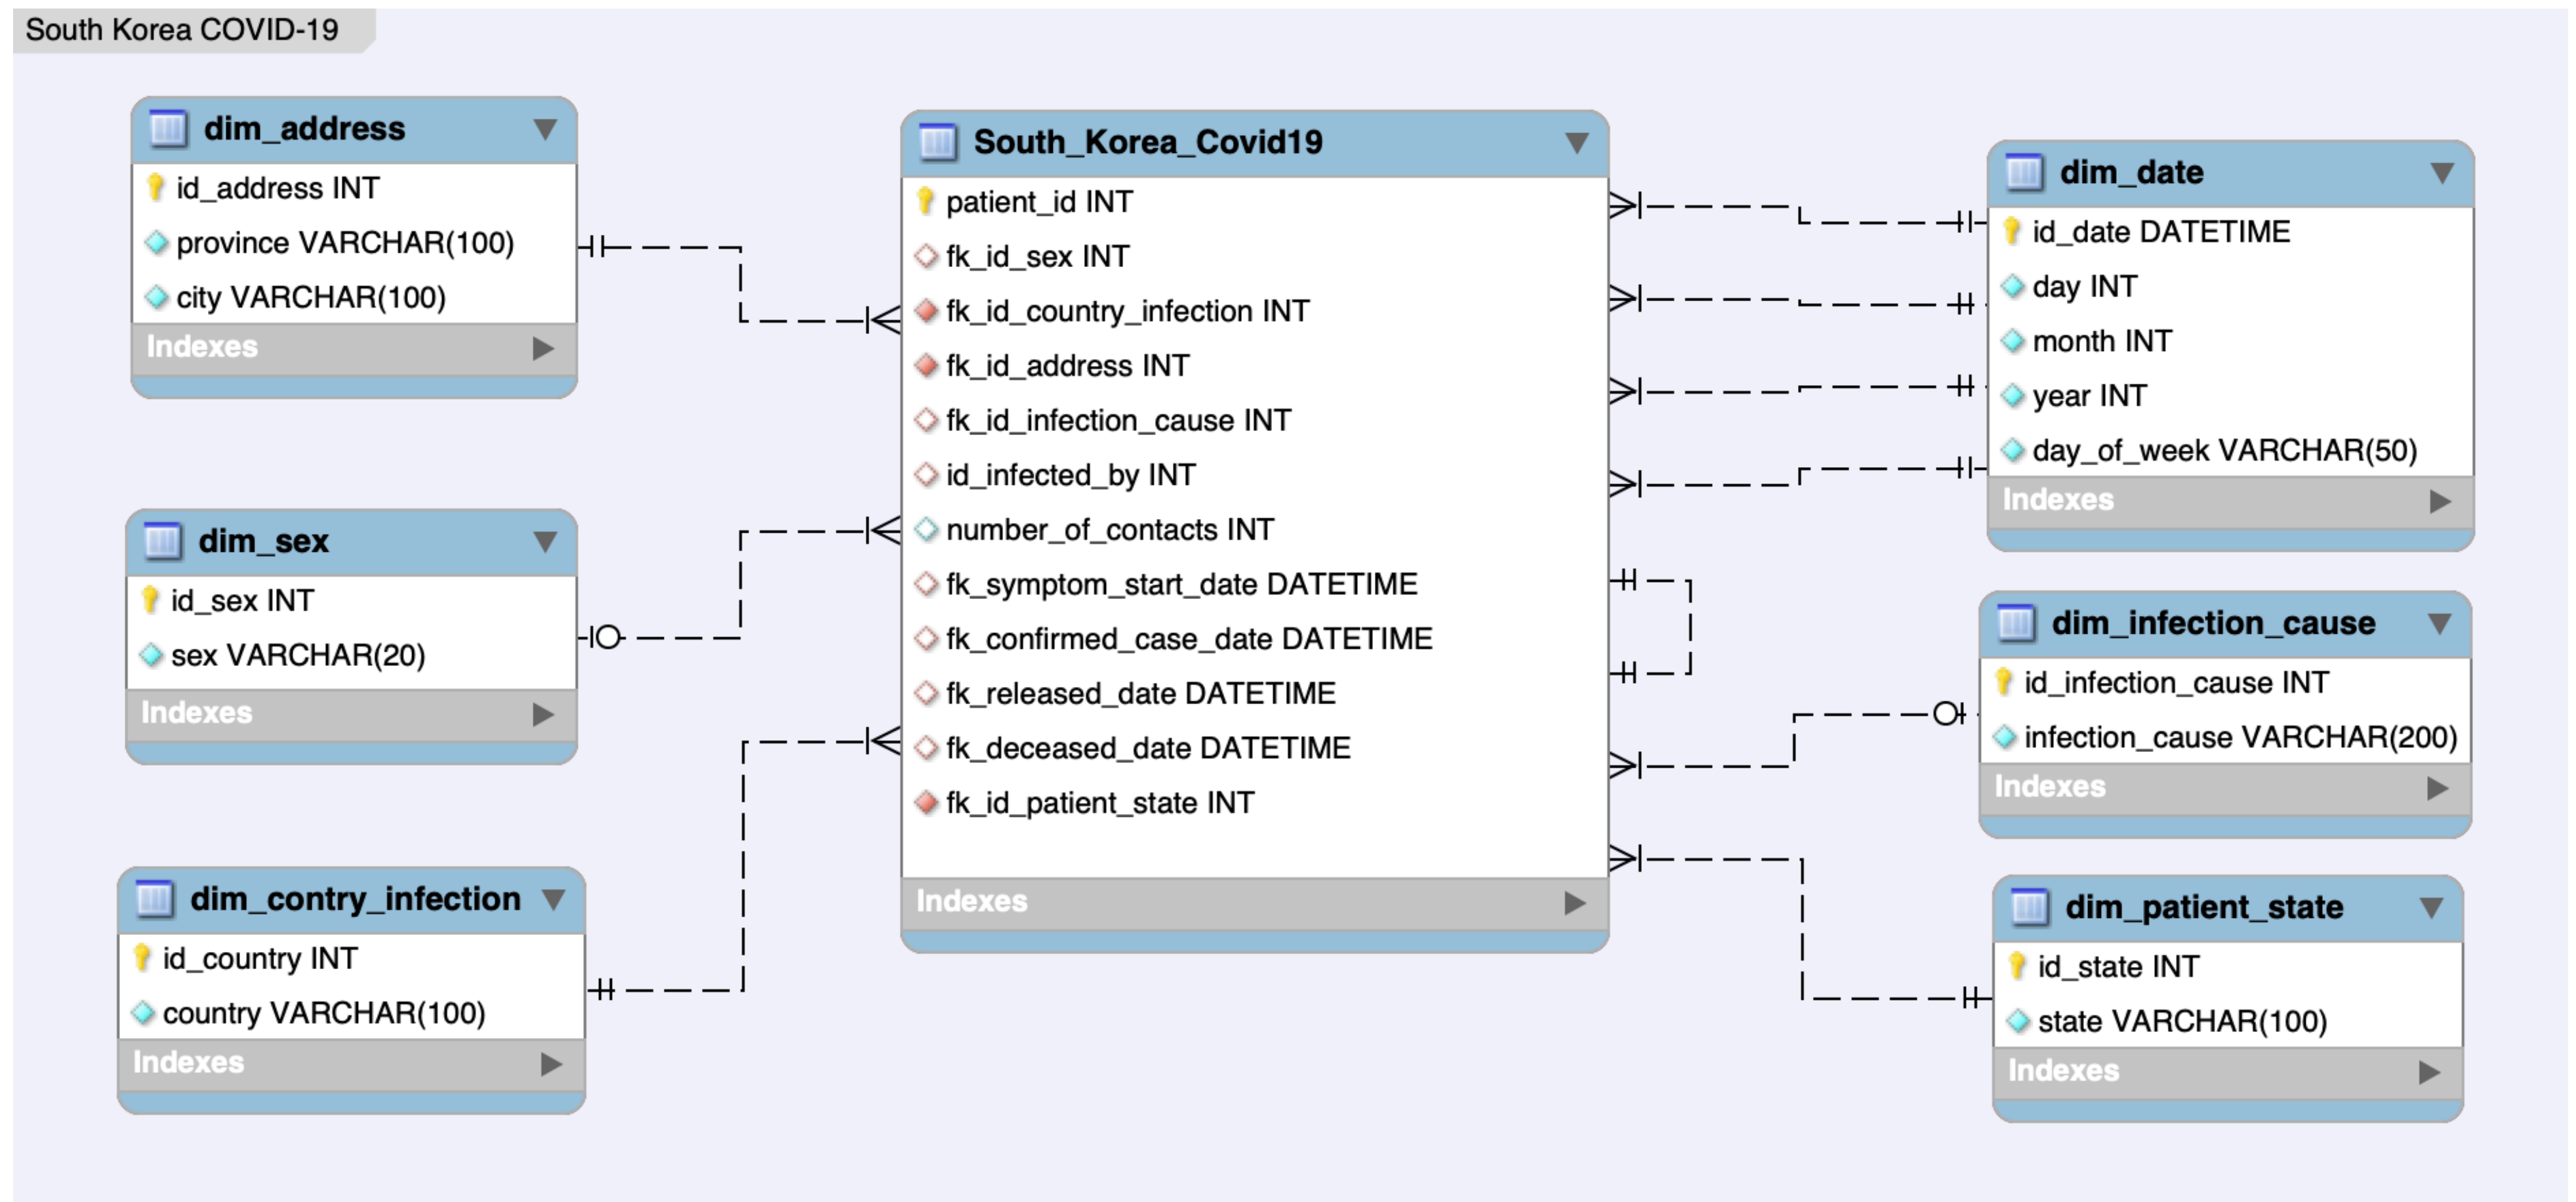 South Korea COVID-19
dim_address
id_address INT
province VARCHAR(100)
city VARCHAR(100)
Indexes
dim_sex
id_sex INT
sex VARCHAR(20)
Indexes
dim_contry_infection
id_country INT
country VARCHAR(100)
Indexes
South_Korea_Covid19
patient_id INT
fk_id_sex INT
fk_id_country_infection INT
fk_id_address INT
fk_id_infection_cause INT
id_infected_by INT
number_of_contacts INT
fk_symptom_start_date DATETIME
fk_confirmed_case_date DATETIME
fk_released_date DATETIME
fk_deceased_date DATETIME
fk_id_patient_state INT
Indexes
dim_date
id_date DATETIME
day INT
month INT
year INT
day_of_week VARCHAR(50)
Indexes
dim_infection_cause
id_infection_cause INT
infection_cause VARCHAR(200)
Indexes
dim_patient_state
id_state INT
state VARCHAR(100)
Indexes